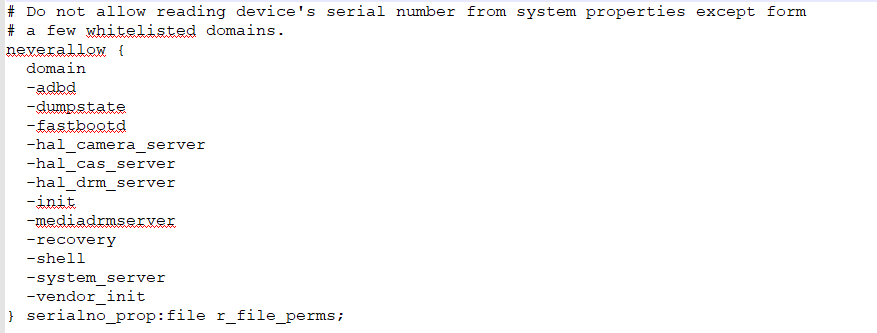 # Do not allow reading device's serial number from system properties except form
# a few whitelisted domains.
neverallow {
  domain
  -adbd
  -dumpstate
  -fastbootd
  -hal_camera_server
  -hal_cas_server
  -hal_drm_server
  -init
  -mediadrmserver
  -recovery
  -shell
  -system_server
  -vendor_init
} serialno_prop:file r_file_perms;